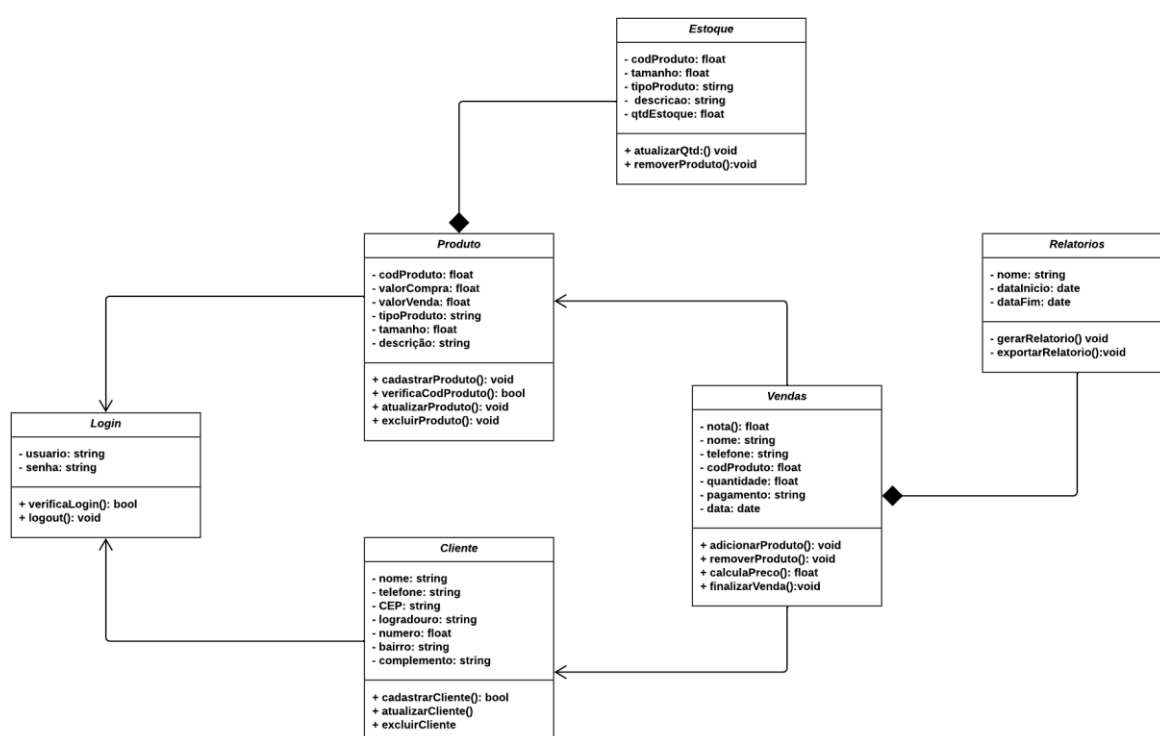 Estoque
- codProduto: float
- tamanho: float
- tipoProduto: stirng
- descricao: string
- qtdEstoque: float
+ atualizarQtd:() void
+ removerProduto():void
Produto
- codProduto: float
- valorCompra: float
- valorVenda: float
- tipoProduto: string
- tamanho: float
- descrição: string
+ cadastrarProduto(): void
+ verificaCodProduto(): bool
+ atualizarProduto(): void
+ excluirProduto(): void
Relatorios
- nome: string
- dataInicio: date
- dataFim: date
- gerarRelatorio() void
- exportarRelatorio():void
Login
- usuario: string
- senha: string
+ verificaLogin(): bool
+ logout(): void
Vendas
- nota(): float
- nome: string
- telefone: string
- codProduto: float
- quantidade: float
- pagamento: string
- data: date
+ adicionarProduto(): void
+ removerProduto(): void
+ calculaPreco(): float
+ finalizarVenda():void
Cliente
- nome: string
- telefone: string
- CEP: string
- logradouro: string
- numero: float
- bairro: string
- complemento: string
+ cadastrarCliente(): bool
+ atualizarCliente()
+ excluirCliente